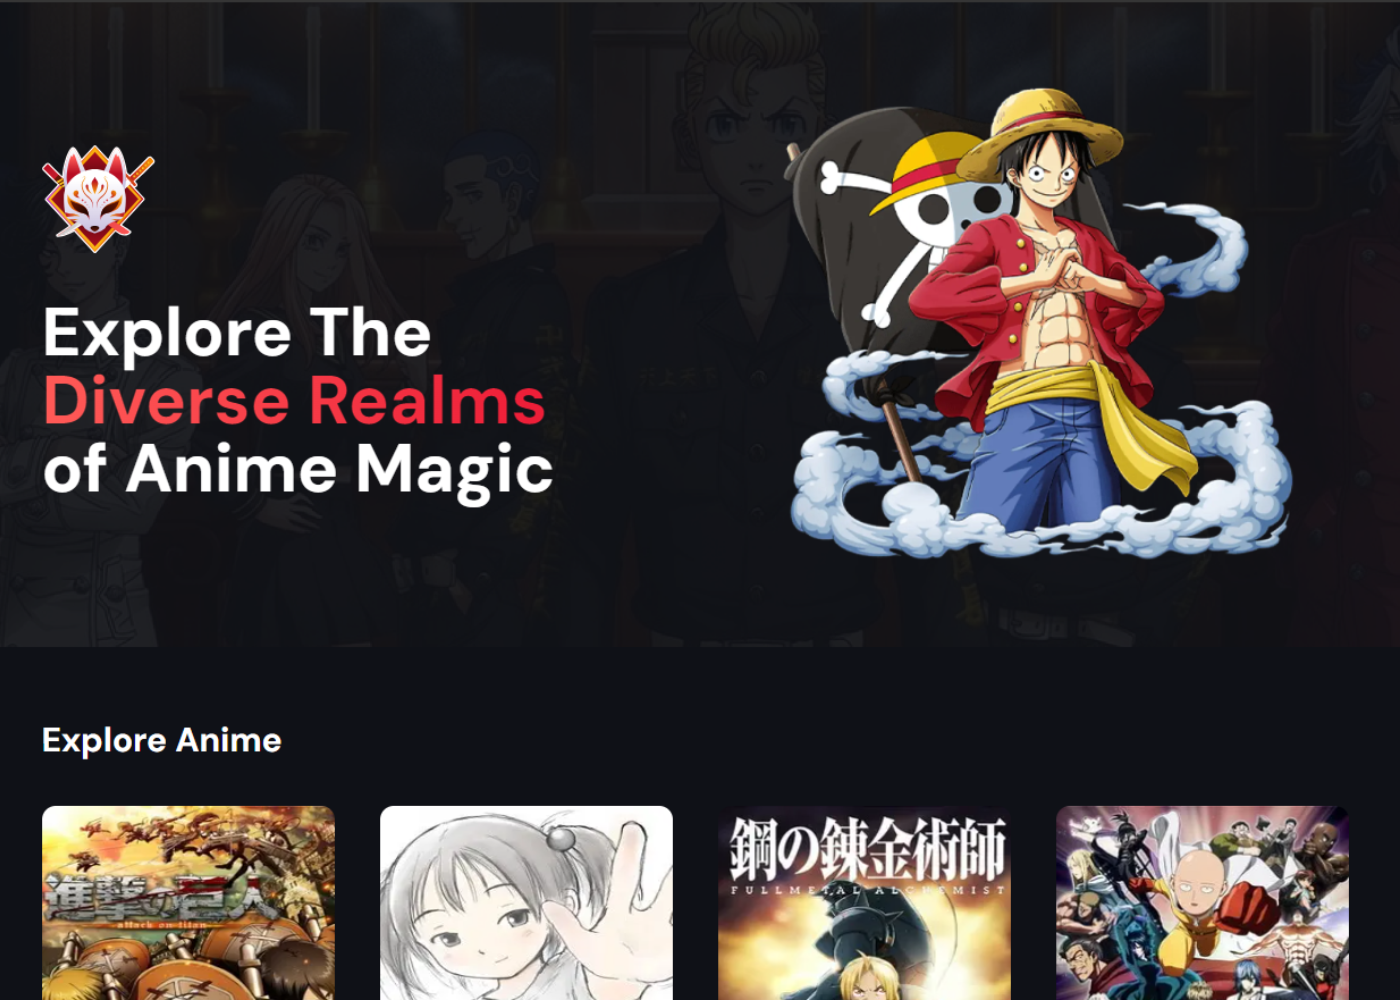 Explore The
Diverse Realms
of Anime Magic
Explore Anime
進撃の巨人
attack on titan
鋼の錬金術師
FULLMETAL ALCHEMIST